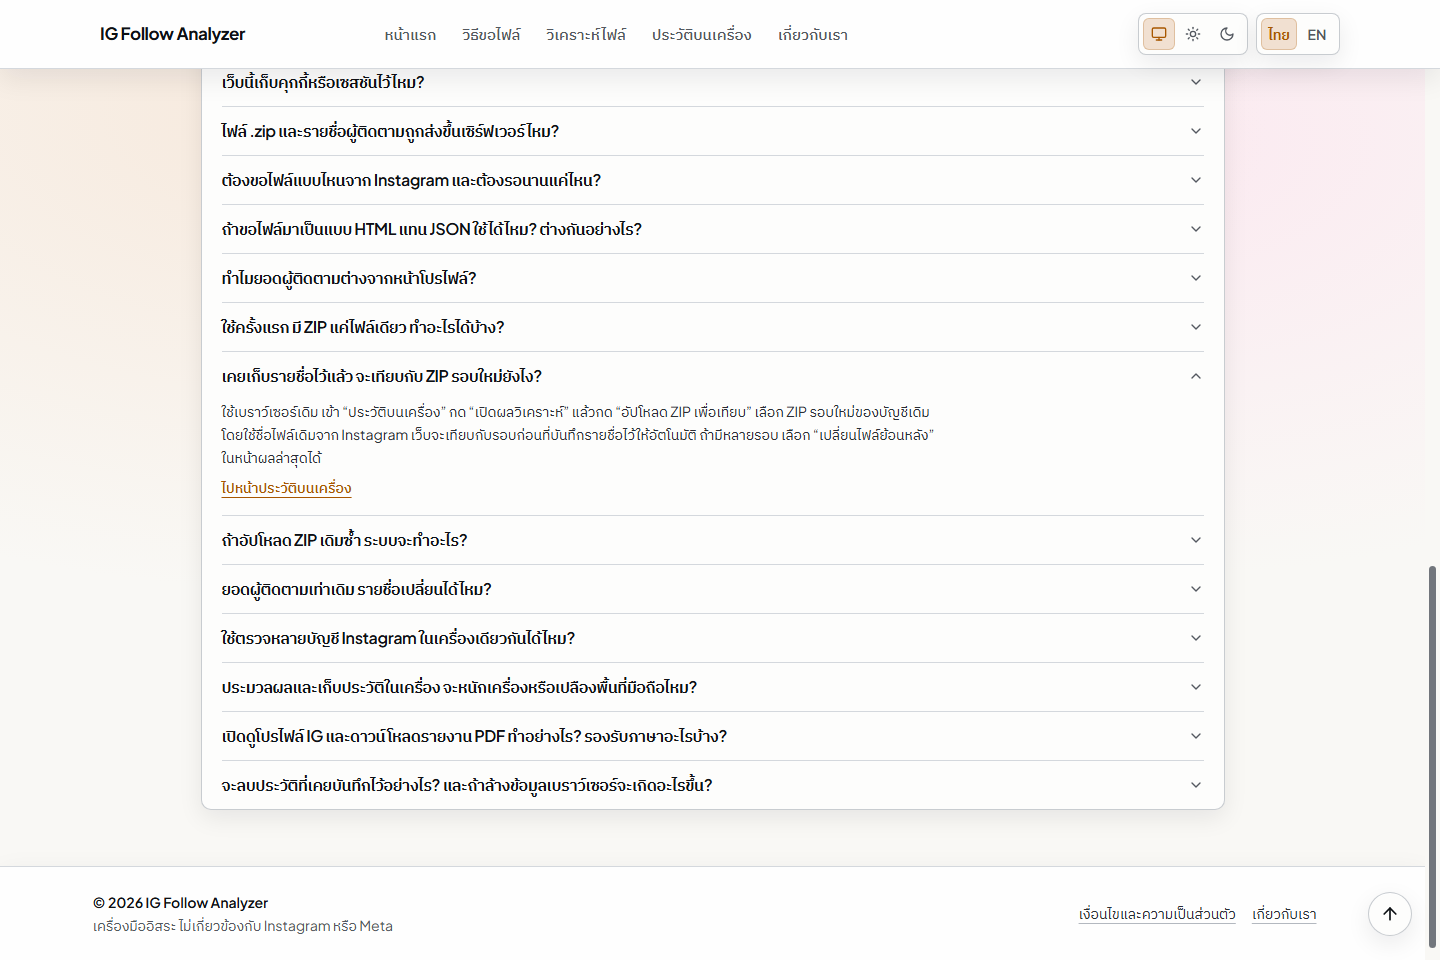 IG Follow Analyzer
หน้าแรก
วิธีขอไฟล์
วิเคราะห์ไฟล์
ประวัติบนเครื่อง
เกี่ยวกับเรา
ไทย
EN
เว็บนี้เก็บคุกกี้หรือเซสชันไว้ไหม?
ไฟล์ .zip และรายชื่อผู้ติดตามถูกส่งขึ้นเซิร์ฟเวอร์ไหม?
ต้องขอไฟล์แบบไหนจาก Instagram และต้องรอนานแค่ไหน?
ถ้าขอไฟล์มาเป็นแบบ HTML แทน JSON ใช้ได้ไหม? ต่างกันอย่างไร?
ทำไมยอดผู้ติดตามต่างจากหน้าโปรไฟล์?
ใช้ครั้งแรก มี ZIP แค่ไฟล์เดียว ทำอะไรได้บ้าง?
เคยเก็บรายชื่อไว้แล้ว จะเทียบกับ ZIP รอบใหม่ยังไง?
ใช้เบราว์เซอร์เดิม เข้า “ประวัติบนเครื่อง” กด “เปิดผลวิเคราะห์” แล้วกด “อัปโหลด ZIP เพื่อเทียบ” เลือก ZIP รอบใหม่ของบัญชีเดิม
โดยใช้ชื่อไฟล์เดิมจาก Instagram เว็บจะเทียบกับรอบก่อนที่บันทึกรายชื่อไว้ให้อัตโนมัติ ถ้ามีหลายรอบ เลือก “เปลี่ยนไฟล์ย้อนหลัง”
ในหน้าผลล่าสุดได้
ไปหน้าประวัติบนเครื่อง
ถ้าอัปโหลด ZIP เดิมซ้ำ ระบบจะทำอะไร?
ยอดผู้ติดตามเท่าเดิม รายชื่อเปลี่ยนได้ไหม?
ใช้ตรวจหลายบัญชี Instagram ในเครื่องเดียวกันได้ไหม?
ประมวลผลและเก็บประวัติในเครื่อง จะหนักเครื่องหรือเปลืองพื้นที่มือถือไหม?
เปิดดูโปรไฟล์ IG และดาวน์โหลดรายงาน PDF ทำอย่างไร? รองรับภาษาอะไรบ้าง?
จะลบประวัติที่เคยบันทึกไว้อย่างไร? และถ้าล้างข้อมูลเบราว์เซอร์จะเกิดอะไรขึ้น?
© 2026 IG Follow Analyzer
เครื่องมืออิสระ ไม่เกี่ยวข้องกับ Instagram หรือ Meta
เงื่อนไขและความเป็นส่วนตัว
เกี่ยวกับเรา